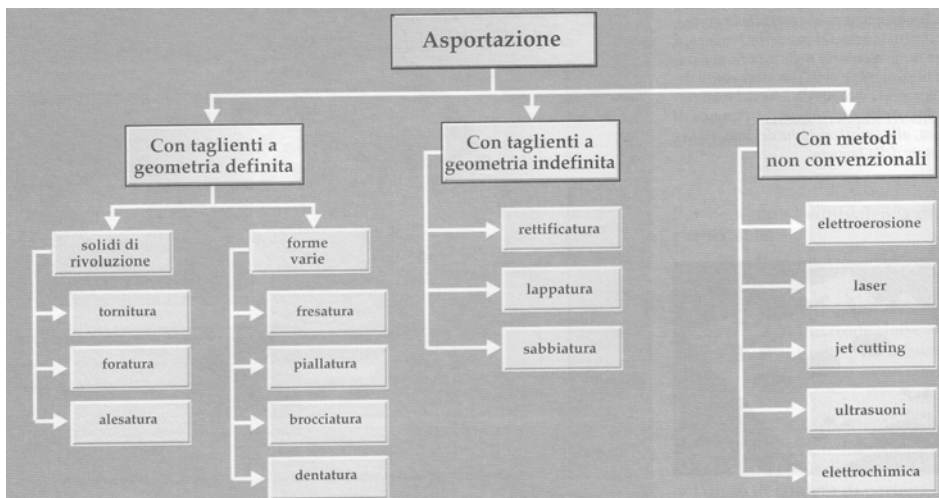 Asportazione
Con taglienti a
geometria definita
Con taglienti a
geometria indefinita
Con metodi
non convenzionali
solidi di
rivoluzione
tornitura
foratura
alesatura
forme
varie
fresatura
piallatura
brocciatura
dentatura
rettificatura
lappatura
sabbiatura
elettroerosione
laser
jet cutting
ultrasuoni
elettrochimica